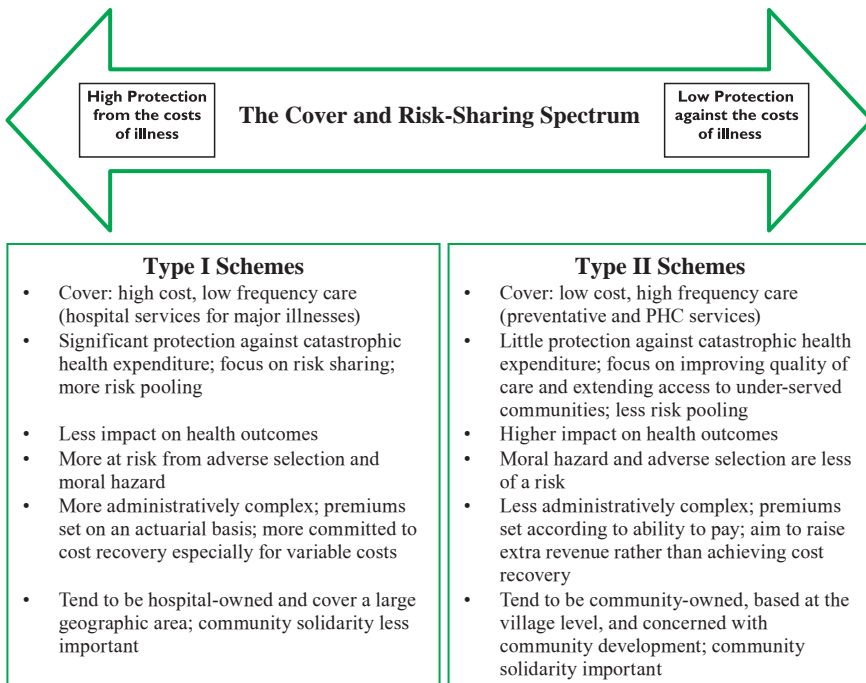 High Protection
from the costs
of illness
The Cover and Risk-Sharing Spectrum
Low Protection
against the costs
of illness
Type I Schemes
• Cover: high cost, low frequency care
(hospital services for major illnesses)
• Significant protection against catastrophic
health expenditure; focus on risk sharing;
more risk pooling
• Less impact on health outcomes
• More at risk from adverse selection and
moral hazard
• More administratively complex; premiums
set on an actuarial basis; more committed to
cost recovery especially for variable costs
• Tend to be hospital-owned and cover a large
geographic area; community solidarity less
important
Type II Schemes
• Cover: low cost, high frequency care
(preventative and PHC services)
• Little protection against catastrophic health
expenditure; focus on improving quality of
care and extending access to under-served
communities; less risk pooling
• Higher impact on health outcomes
• Moral hazard and adverse selection are less
of a risk
• Less administratively complex; premiums
set according to ability to pay; aim to raise
extra revenue rather than achieving cost
recovery
• Tend to be community-owned, based at the
village level, and concerned with
community development; community
solidarity important